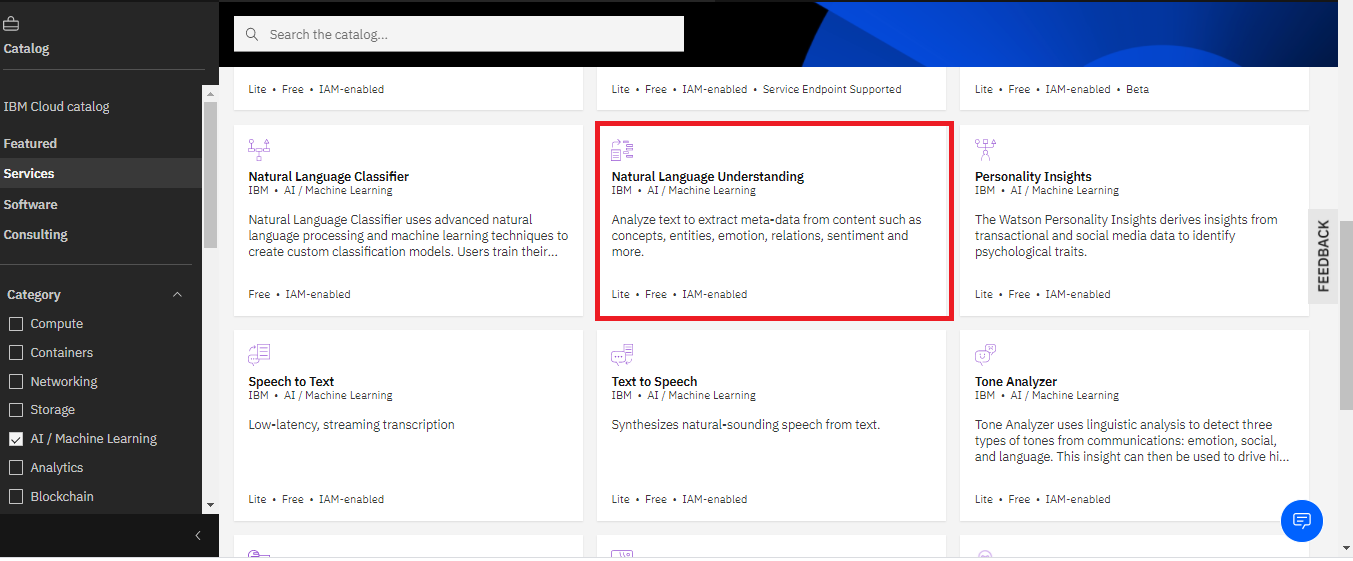 Catalog
IBM Cloud catalog
Featured
Services
Software
Consulting
Category
Compute
Containers
Networking
Storage
AI / Machine Learning
Analytics
Blockchain
Search the catalog...
Lite • Free • IAM-enabled
Lite • Free • IAM-enabled • Service Endpoint Supported
Lite • Free • IAM-enabled • Beta
Natural Language Classifier
IBM • AI / Machine Learning
Natural Language Classifier uses advanced natural
language processing and machine learning techniques to
create custom classification models. Users train their...
Free • IAM-enabled
Natural Language Understanding
IBM • AI / Machine Learning
Analyze text to extract meta-data from content such as
concepts, entities, emotion, relations, sentiment and
more.
Lite • Free • IAM-enabled
Personality Insights
IBM • AI / Machine Learning
The Watson Personality Insights derives insights from
transactional and social media data to identify
psychological traits.
Lite • Free • IAM-enabled
Speech to Text
IBM • AI / Machine Learning
Low-latency, streaming transcription
Lite • Free • IAM-enabled
Text to Speech
IBM • AI / Machine Learning
Synthesizes natural-sounding speech from text.
Lite • Free • IAM-enabled
Tone Analyzer
IBM • AI / Machine Learning
Tone Analyzer uses linguistic analysis to detect three
types of tones from communications: emotion, social,
and language. This insight can then be used to drive hi...
Lite • Free • IAM-enabled
FEEDBACK